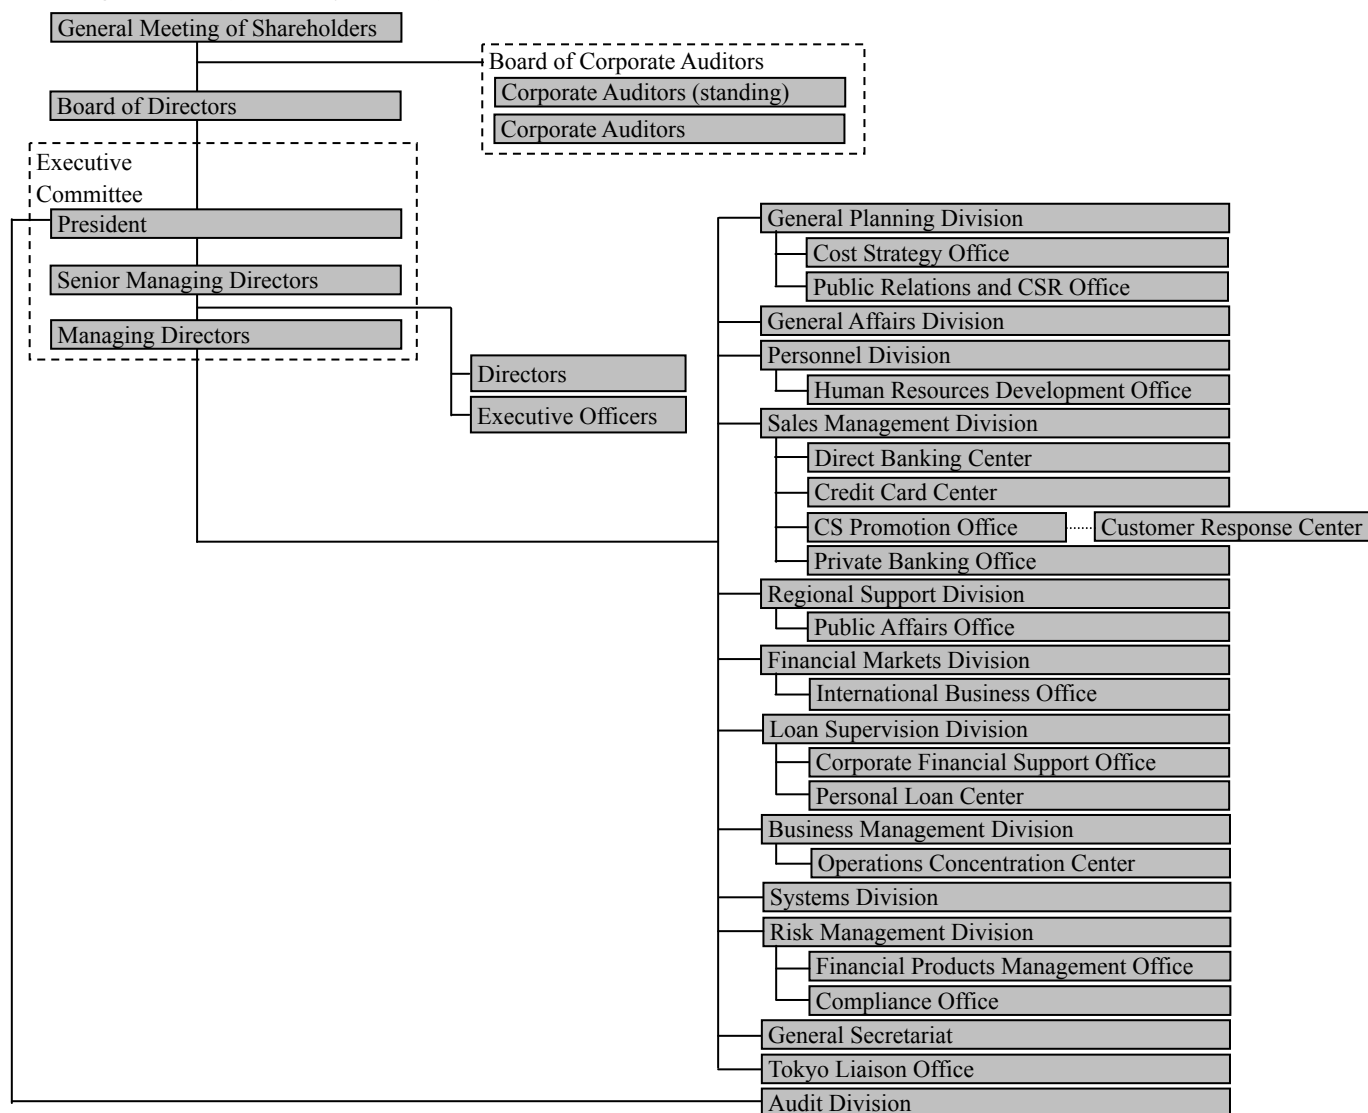 General Meeting of Shareholders
Board of Corporate Auditors
Corporate Auditors (standing)
Board of Directors
Corporate Auditors
Executive
Committee
President
Senior Managing Directors
Managing Directors
Directors
Executive Officers
General Planning Division
Cost Strategy Office
Public Relations and CSR Office
General Affairs Division
Personnel Division
Human Resources Development Office
Sales Management Division
Direct Banking Center
Credit Card Center
CS Promotion Office
Customer Response Center
Private Banking Office
Regional Support Division
Public Affairs Office
Financial Markets Division
International Business Office
Loan Supervision Division
Corporate Financial Support Office
Personal Loan Center
Business Management Division
Operations Concentration Center
Systems Division
Risk Management Division
Financial Products Management Office
Compliance Office
General Secretariat
Tokyo Liaison Office
Audit Division